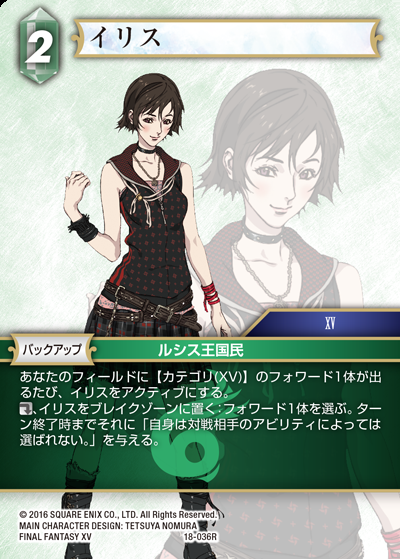 2
イリス
XV
バックアップ
ルシス王国民
あなたのフィールドに【カテゴリ(XV)】のフォワード1体が出
るたび、イリスをアクティブにする。
、イリスをブレイクゾーンに置く:フォワード1体を選ぶ。ター
ン終了時までそれに「自身は対戦相手のアビリティによっては
選ばれない。」を与える。
© 2016 SQUARE ENIX CO., LTD. All Rights Reserved.
MAIN CHARACTER DESIGN: TETSUYA NOMURA
FINAL FANTASY XV
18-036R